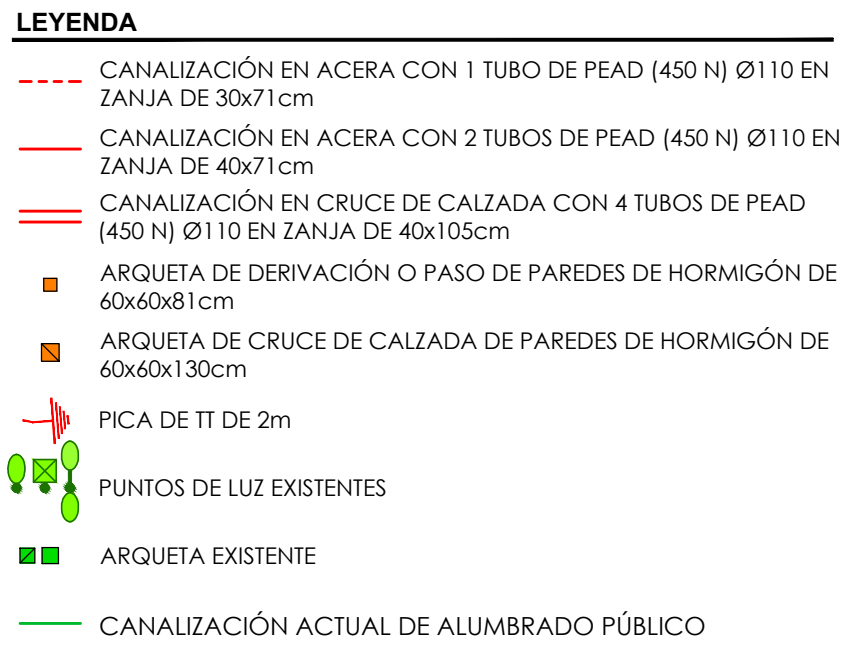 LEYENDA
CANALIZACIÓN EN ACERA CON 1 TUBO DE PEAD (450 N) Ø110 EN
ZANJA DE 30x71cm
CANALIZACIÓN EN ACERA CON 2 TUBOS DE PEAD (450 N) Ø110 EN
ZANJA DE 40x71cm
CANALIZACIÓN EN CRUCE DE CALZADA CON 4 TUBOS DE PEAD
(450 N) Ø110 EN ZANJA DE 40x105cm
ARQUETA DE DERIVACIÓN O PASO DE PAREDES DE HORMIGÓN DE
60x60x81cm
ARQUETA DE CRUCE DE CALZADA DE PAREDES DE HORMIGÓN DE
60x60x130cm
PICA DE TT DE 2m
PUNTOS DE LUZ EXISTENTES
ARQUETA EXISTENTE
CANALIZACIÓN ACTUAL DE ALUMBRADO PÚBLICO